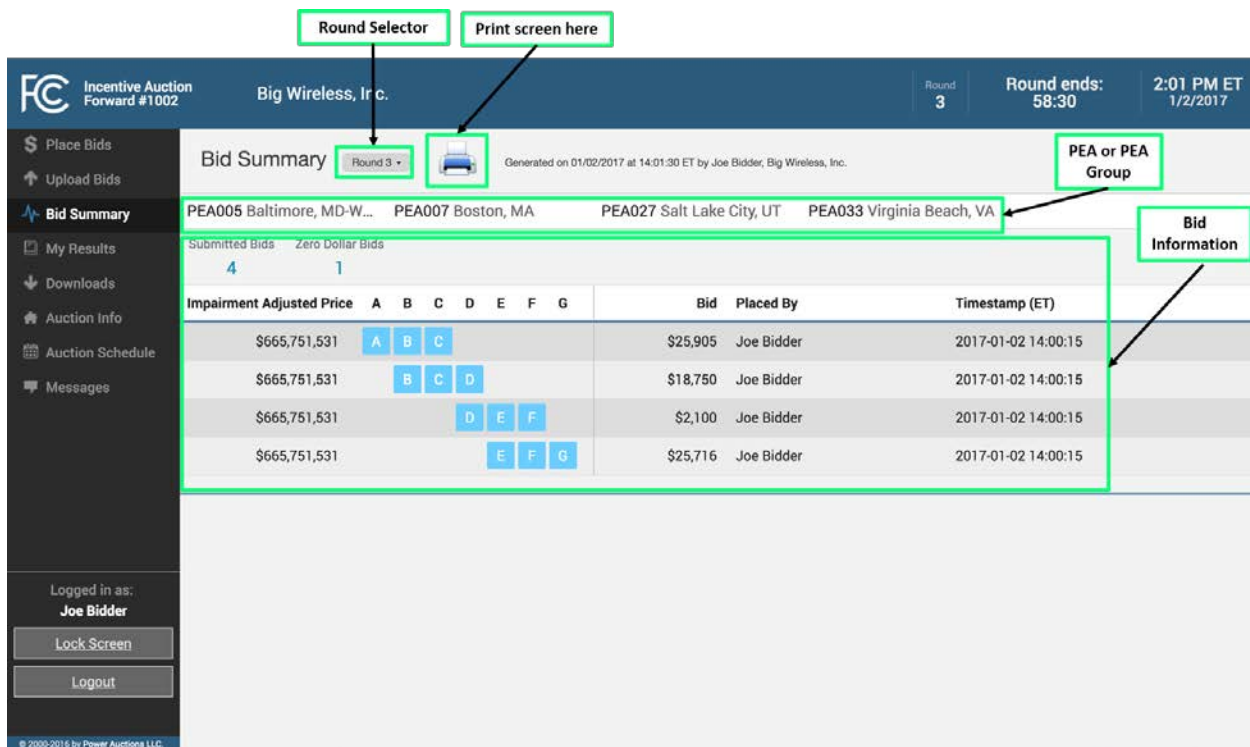 Round Selector
Print screen here
FCC Incentive Auction
Forward #1002
Big Wireless, Inc.
Round
3
Round ends:
58:30
2:01 PM ET
1/2/2017
Place Bids
Upload Bids
Bid Summary
My Results
Downloads
Auction Info
Auction Schedule
Messages
Bid Summary
Round 3
Generated on 01/02/2017 at 14:01:30 ET by Joe Bidder, Big Wireless, Inc.
PEA or PEA
Group
PEA005 Baltimore, MD-W... PEA007 Boston, MA PEA027 Salt Lake City, UT PEA033 Virginia Beach, VA
Bid
Information
Submitted Bids Zero Dollar Bids
4 1
Impairment Adjusted Price A B C D E F G Bid Placed By Timestamp (ET)
$665,751,531 A B C $25,905 Joe Bidder 2017-01-02 14:00:15
$665,751,531 B C D $18,750 Joe Bidder 2017-01-02 14:00:15
$665,751,531 D E F $2,100 Joe Bidder 2017-01-02 14:00:15
$665,751,531 E F G $25,716 Joe Bidder 2017-01-02 14:00:15
Logged in as:
Joe Bidder
Lock Screen
Logout
© 2000-2016 by Power Auctions LLC.